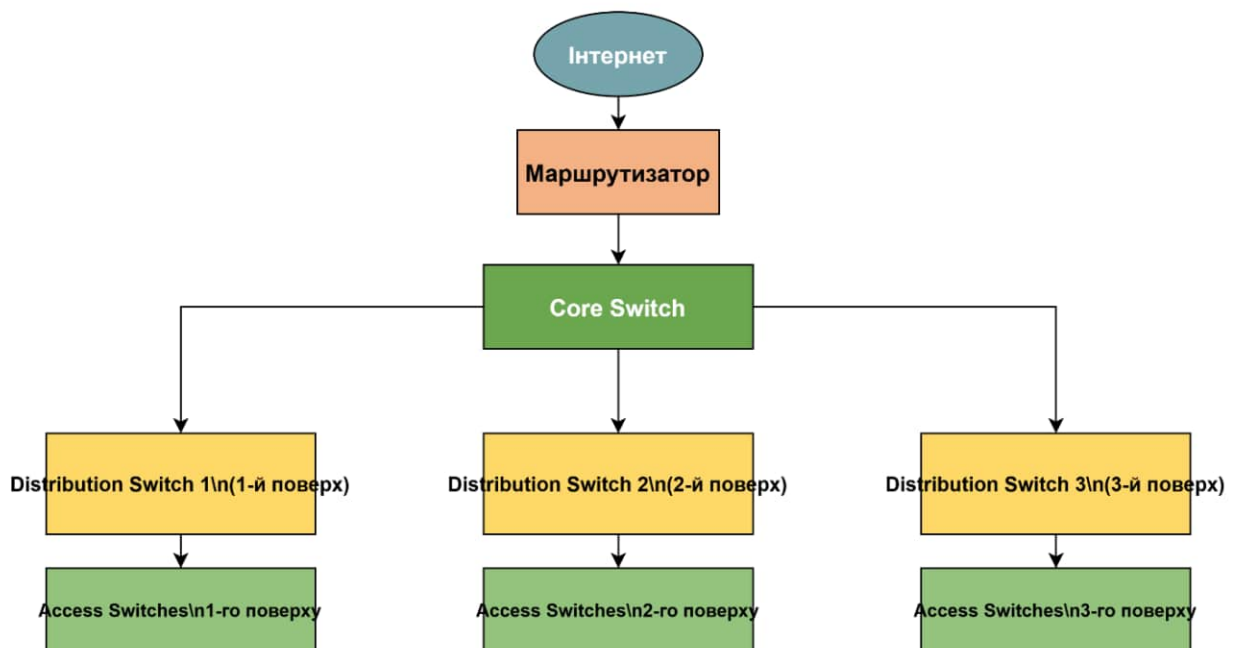 Інтернет
Маршрутизатор
Core Switch
Distribution Switch 1\n(1-й поверх)
Distribution Switch 2\n(2-й поверх)
Distribution Switch 3\n(3-й поверх)
Access Switches\n1-го поверху
Access Switches\n2-го поверху
Access Switches\n3-го поверху